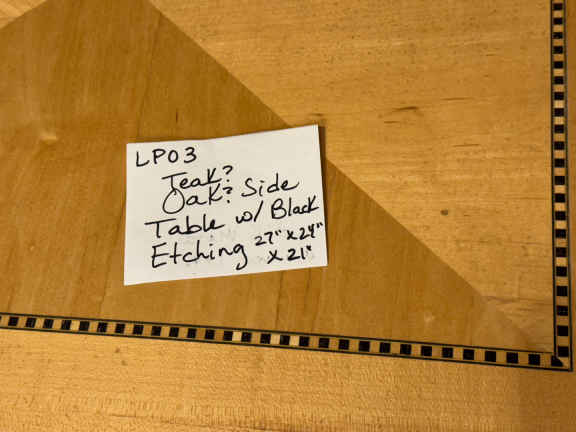 LP03
Teak?
Oak? Side
Table w/ Black
Etching 27" x 24"
x 21"